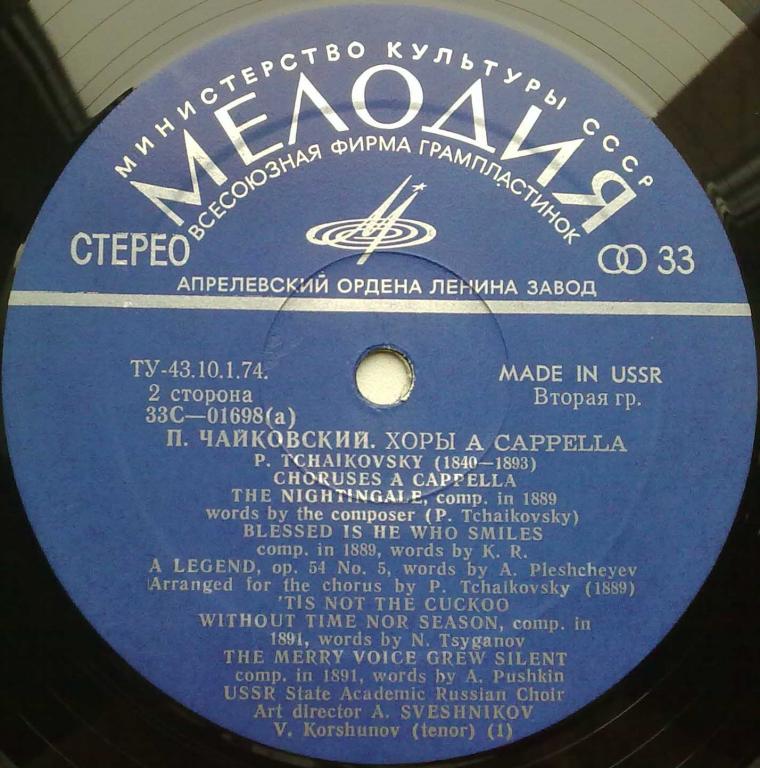 МИНИСТЕРСТВО КУЛЬТУРЫ СССР
МЕЛОДИЯ
ВСЕСОЮЗНАЯ ФИРМА ГРАМПЛАСТИНОК
СТЕРЕО
33
АПРЕЛЕВСКИЙ ОРДЕНА ЛЕНИНА ЗАВОД
ТУ-43.10.1.74.
MADE IN USSR
2 сторона
Вторая гр.
33С—01698(а)
П. ЧАЙКОВСКИЙ. ХОРЫ A CAPPELLA
P. TCHAIKOVSKY (1840—1893)
CHORUSES A CAPPELLA
THE NIGHTINGALE, comp. in 1889
words by the composer (P. Tchaikovsky)
BLESSED IS HE WHO SMILES
comp. in 1889, words by K. R.
A LEGEND, op. 54 No. 5, words by A. Pleshcheyev
Arranged for the chorus by P. Tchaikovsky (1889)
'TIS NOT THE CUCKOO
WITHOUT TIME NOR SEASON, comp. in
1891, words by N. Tsyganov
THE MERRY VOICE GREW SILENT
comp. in 1891, words by A. Pushkin
USSR State Academic Russian Choir
Art director A. SVESHNIKOV
V. Korshunov (tenor) (1)